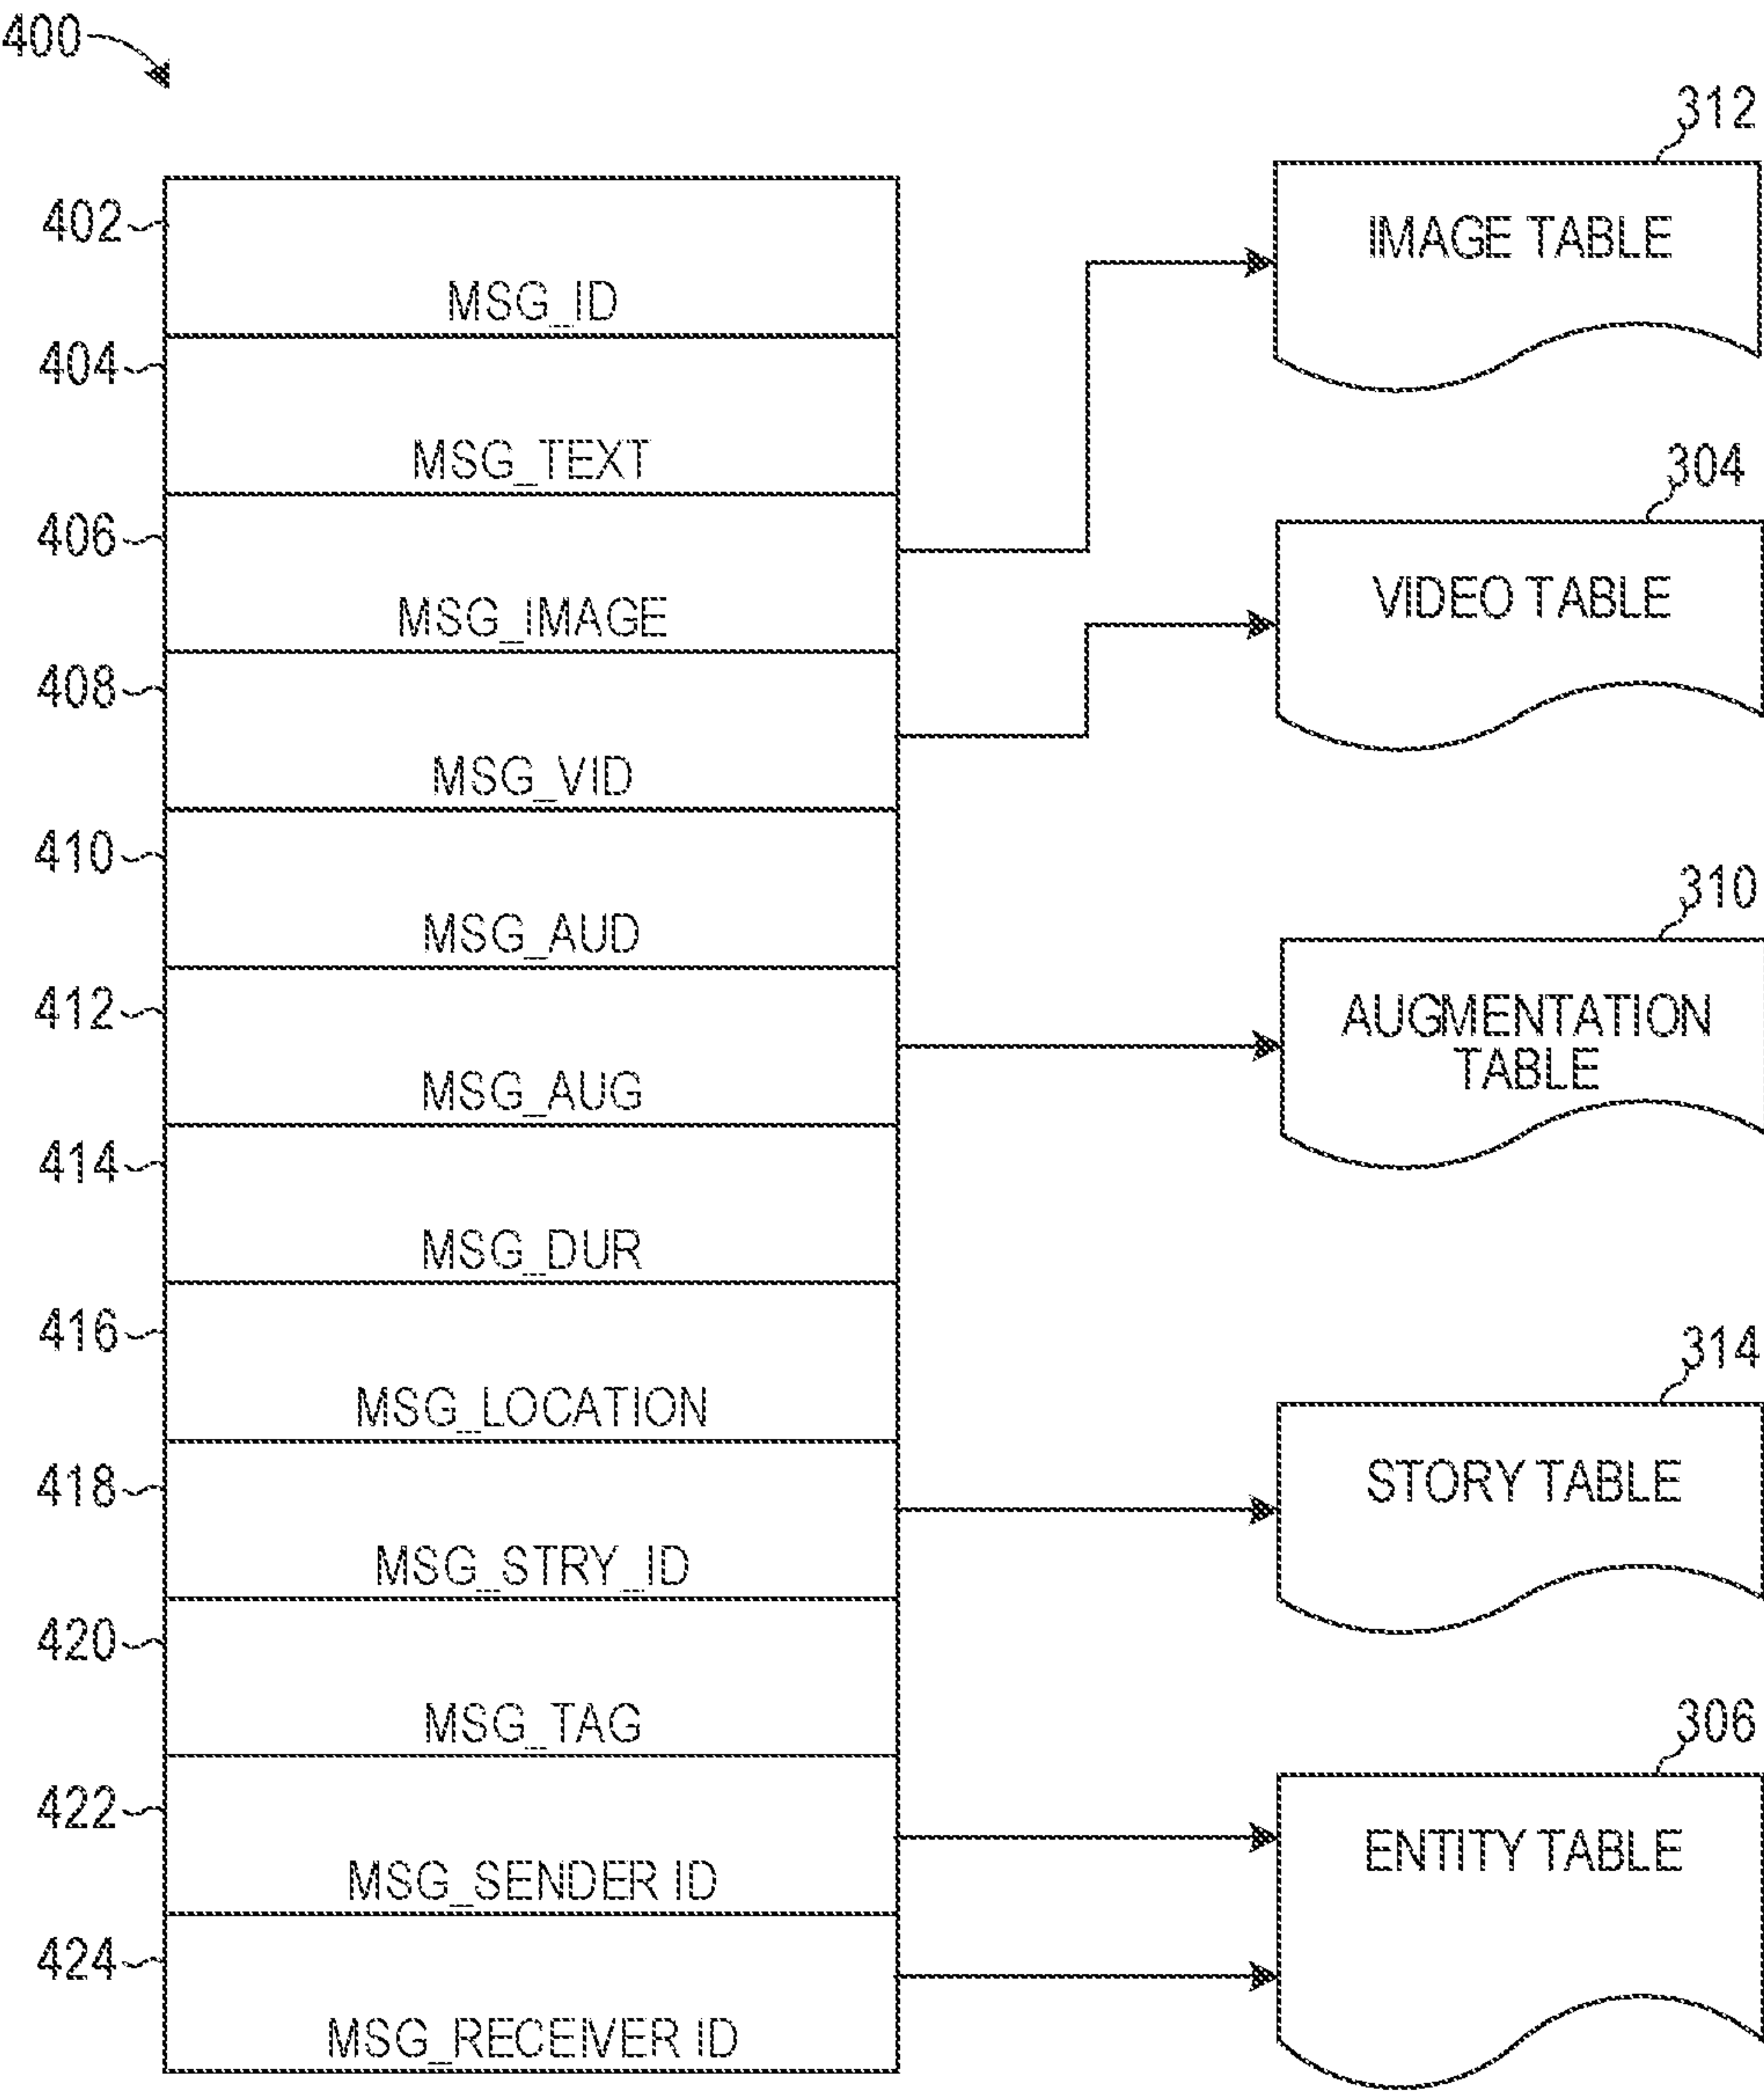 400
312
402
IMAGE TABLE
MSG_ID
404
MSG_TEXT
304
406
VIDEO TABLE
MSG_IMAGE
408
MSG_VID
410
310
MSG_AUD
412
AUGMENTATION
TABLE
MSG_AUG
414
MSG_DUR
416
314
MSG_LOCATION
418
STORY TABLE
MSG_STRY_ID
420
MSG_TAG
306
422
ENTITY TABLE
MSG_SENDER ID
424
MSG_RECEIVER ID